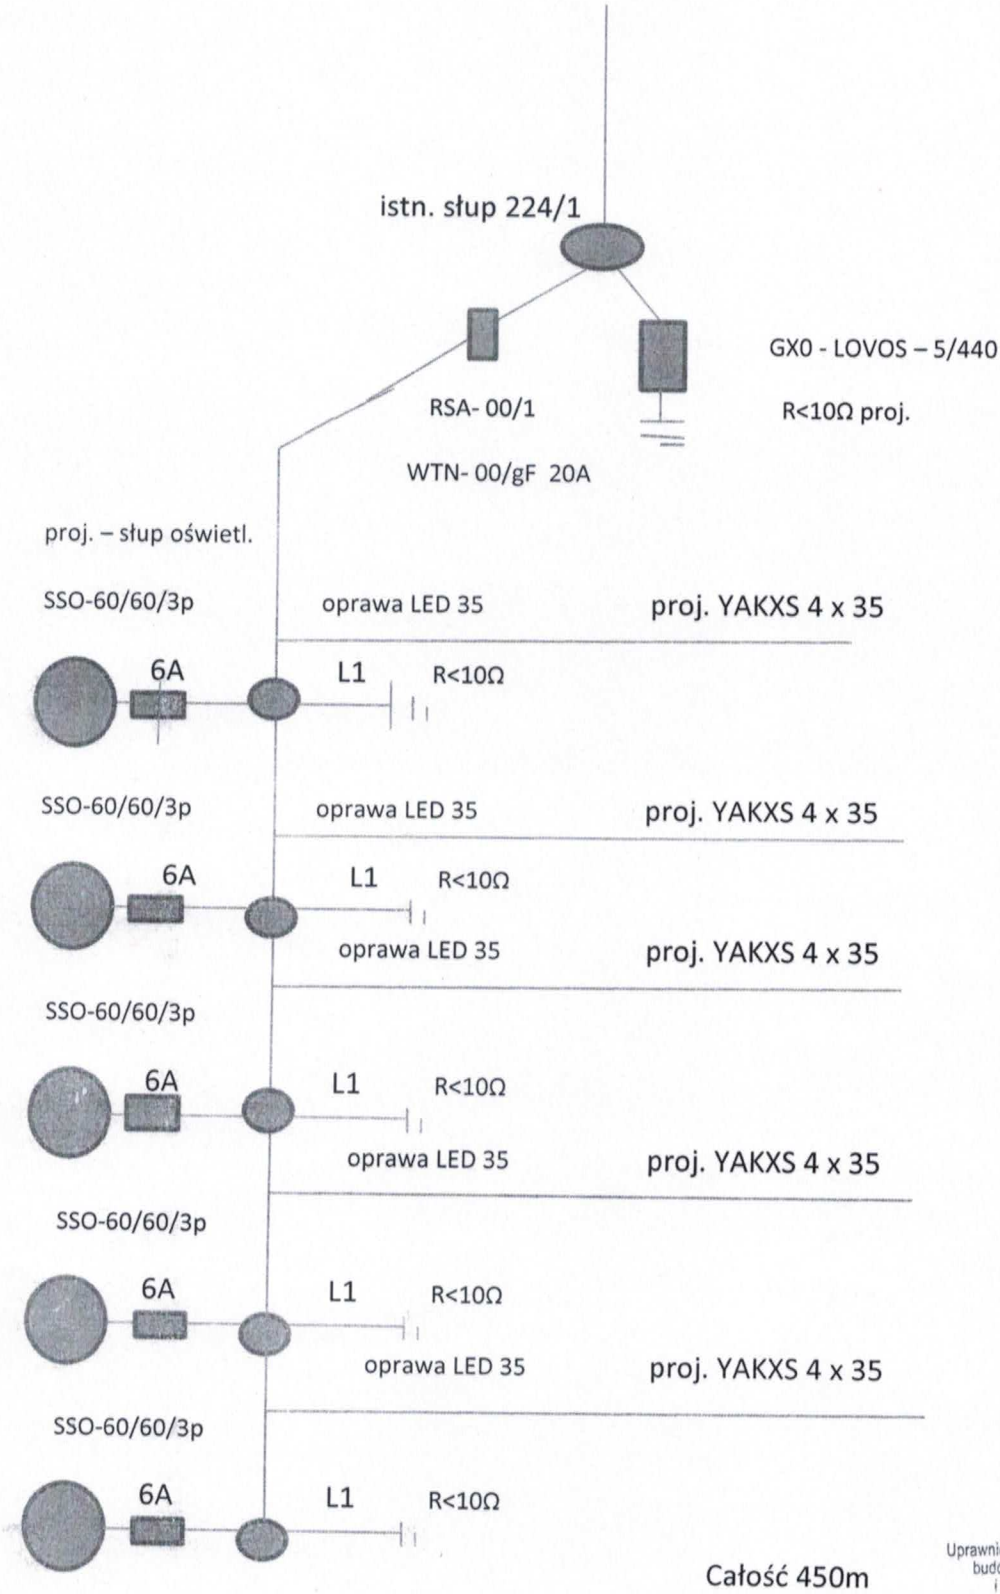 istn. słup 224/1
GX0 - LOVOS – 5/440
RSA- 00/1
R<10Ω proj.
WTN- 00/gF 20A
proj. – słup oświetl.
SSO-60/60/3p
oprawa LED 35
proj. YAKXS 4 x 35
6A
L1
R<10Ω
SSO-60/60/3p
oprawa LED 35
proj. YAKXS 4 x 35
6A
L1
R<10Ω
oprawa LED 35
proj. YAKXS 4 x 35
SSO-60/60/3p
6A
L1
R<10Ω
oprawa LED 35
proj. YAKXS 4 x 35
SSO-60/60/3p
6A
L1
R<10Ω
oprawa LED 35
proj. YAKXS 4 x 35
SSO-60/60/3p
6A
L1
R<10Ω
Całość 450m